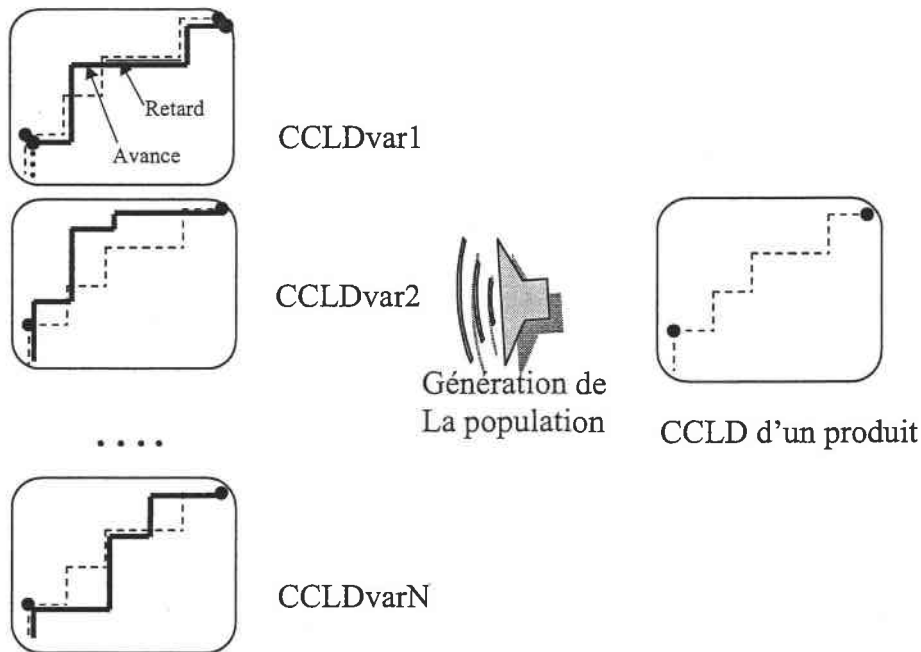 Retard
Avance
CCLDvar1
CCLDvar2
Génération de
La population
CCLD d'un produit
. . . .
CCLDvarN